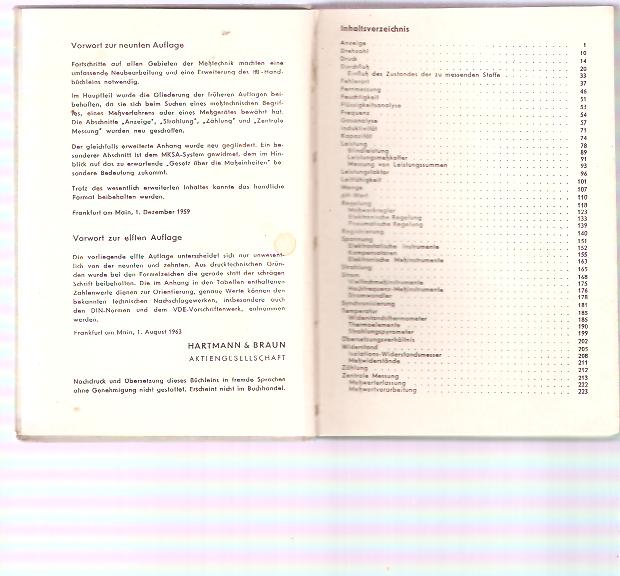 Vorwort zur neunten Auflage
Fortschritte auf allen Gebieten der Meßtechnik machten eine
umfassende Neubearbeitung und eine Erweiterung des HB-Hand-
büchleins notwendig.
Im Hauptteil wurde die Gliederung der früheren Auflagen bei-
behalten, da sie sich beim Suchen eines meßtechnischen Begrif-
fes, eines Meßverfahrens oder eines Meßgerätes bewährt hat.
Die Abschnitte „Anzeige", „Strahlung", „Zählung" und „Zentrale
Messung" wurden neu geschaffen.
Der gleichfalls erweiterte Anhang wurde neu gegliedert. Ein be-
sonderer Abschnitt ist dem MKSA-System gewidmet, dem im Hin-
blick auf das zu erwartende „Gesetz über die Maßeinheiten" be-
sondere Bedeutung zukommt.
Trotz des wesentlich erweiterten Inhaltes konnte das handliche
Format beibehalten werden.
Frankfurt am Main, 1. Dezember 1959
Vorwort zur elften Auflage
Die vorliegende elfte Auflage unterscheidet sich nur unwesent-
lich von der neunten und zehnten. Aus drucktechnischen Grün-
den wurde bei den Formelzeichen die gerade statt der schrägen
Schrift beibehalten. Die im Anhang in den Tabellen enthaltenen
Zahlenwerte dienen zur Orientierung, genaue Werte können den
bekannten technischen Nachschlagewerken, insbesondere auch
den DIN-Normen und dem VDE-Vorschriftenwerk, entnommen
werden.
Frankfurt am Main, 1. August 1963
HARTMANN & BRAUN
AKTIENGESELLSCHAFT
Nachdruck und Übersetzung dieses Büchleins in fremde Sprachen
ohne Genehmigung nicht gestattet. Erscheint nicht im Buchhandel.
Inhaltsverzeichnis
Anzeige 1
Drehzahl 10
Druck 14
Durchfluß 20
Einfluß des Zustandes der zu messenden Stoffe 33
Fehlerort 37
Fernmessung 46
Feuchtigkeit 51
Flüssigkeitsanalyse 53
Frequenz 54
Gasanalyse 57
Induktivität 71
Kapazität 74
Leistung 78
Blindleistung 89
Leistungsmeßkoffer 91
Messung von Leistungssummen 93
Leistungsfaktor 96
Leitfähigkeit 101
Menge 107
pH-Wert 110
Regelung 118
Meßwerkregler 123
Elektronische Regelung 133
Pneumatische Regelung 139
Registrierung 140
Spannung 151
Elektrostatische Instrumente 152
Kompensatoren 155
Elektronische Meßinstrumente 163
Strahlung 165
Strom 168
Vielfachmeßinstrumente 175
Hochfrequenz-Meßinstrumente 176
Stromwandler 178
Synchronisierung 181
Temperatur 185
Widerstandsthermometer 185
Thermoelemente 190
Strahlungspyrometer 199
Übersetzungsverhältnis 202
Widerstand 205
Isolations-Widerstandsmesser 208
Meßwiderstände 211
Zählung 212
Zentrale Messung 213
Meßwerterfassung 222
Meßwertverarbeitung 223